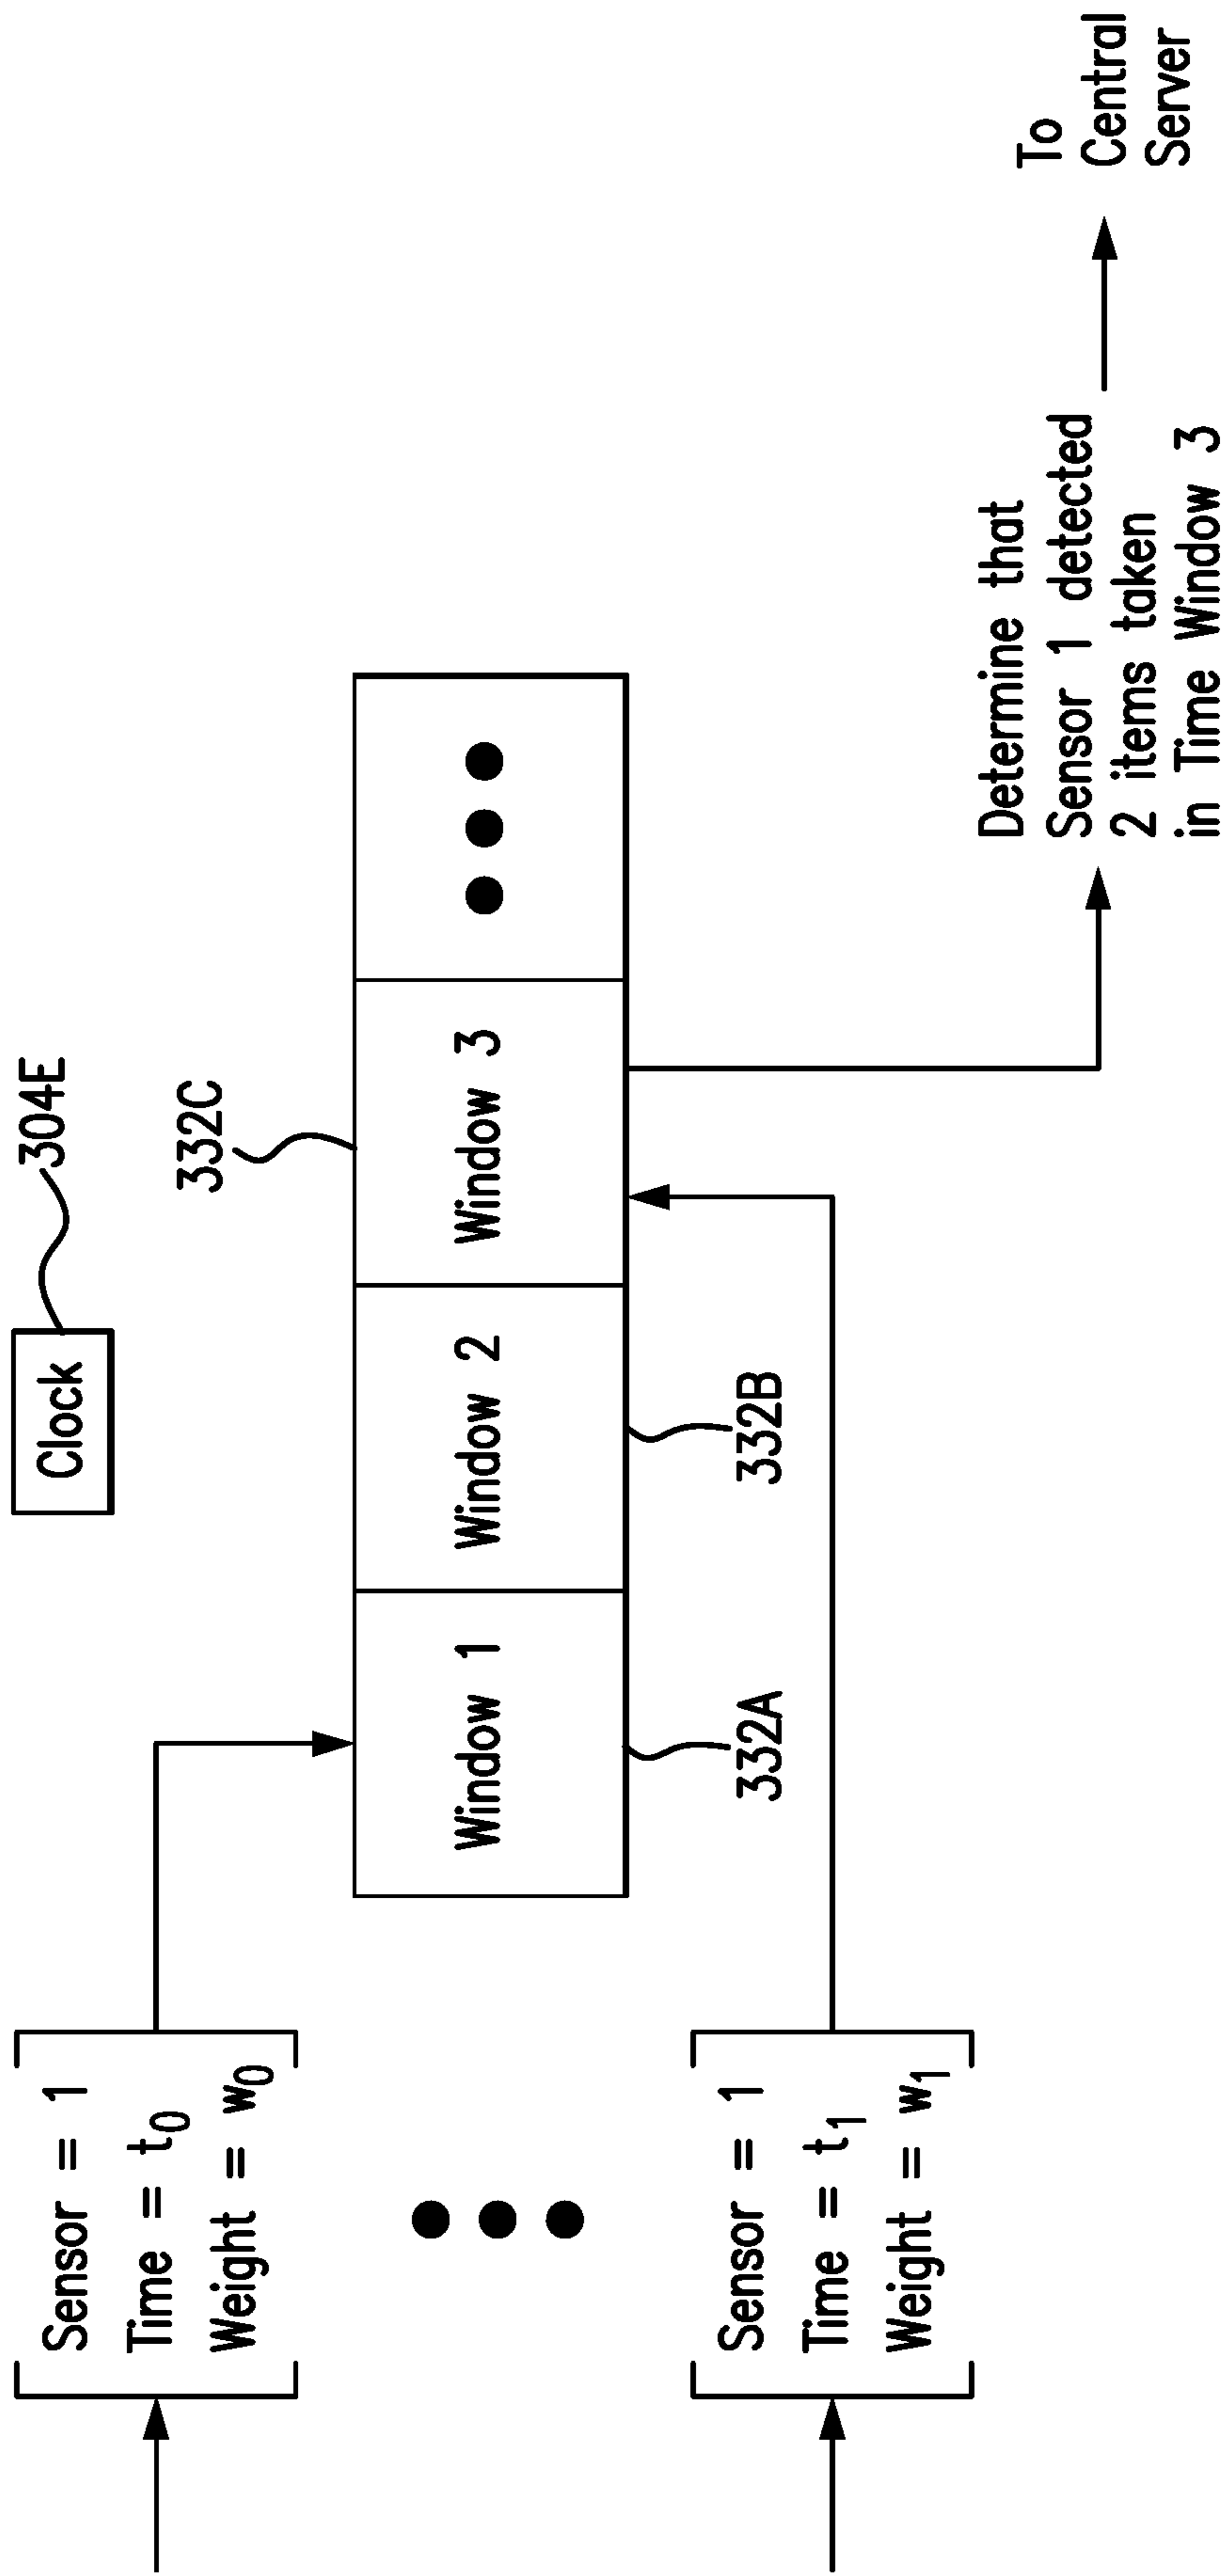 Clock
304E
Sensor = 1
Time = t₀
Weight = w₀
332C
Window 1
Window 2
Window 3
332A
332B
Sensor = 1
Time = t₁
Weight = w₁
Determine that
Sensor 1 detected
2 items taken
in Time Window 3
To
Central
Server